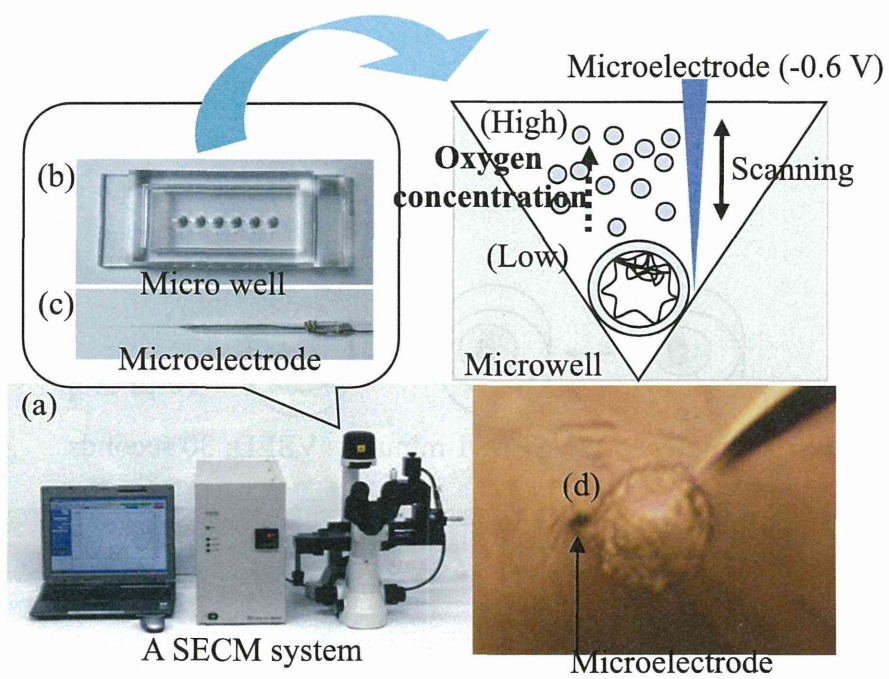 Microelectrode (-0.6 V)
(High)
Oxygen
concentration
Scanning
(Low)
Microwell
(b)
Micro well
(c)
Microelectrode
(a)
A SECM system
(d)
Microelectrode